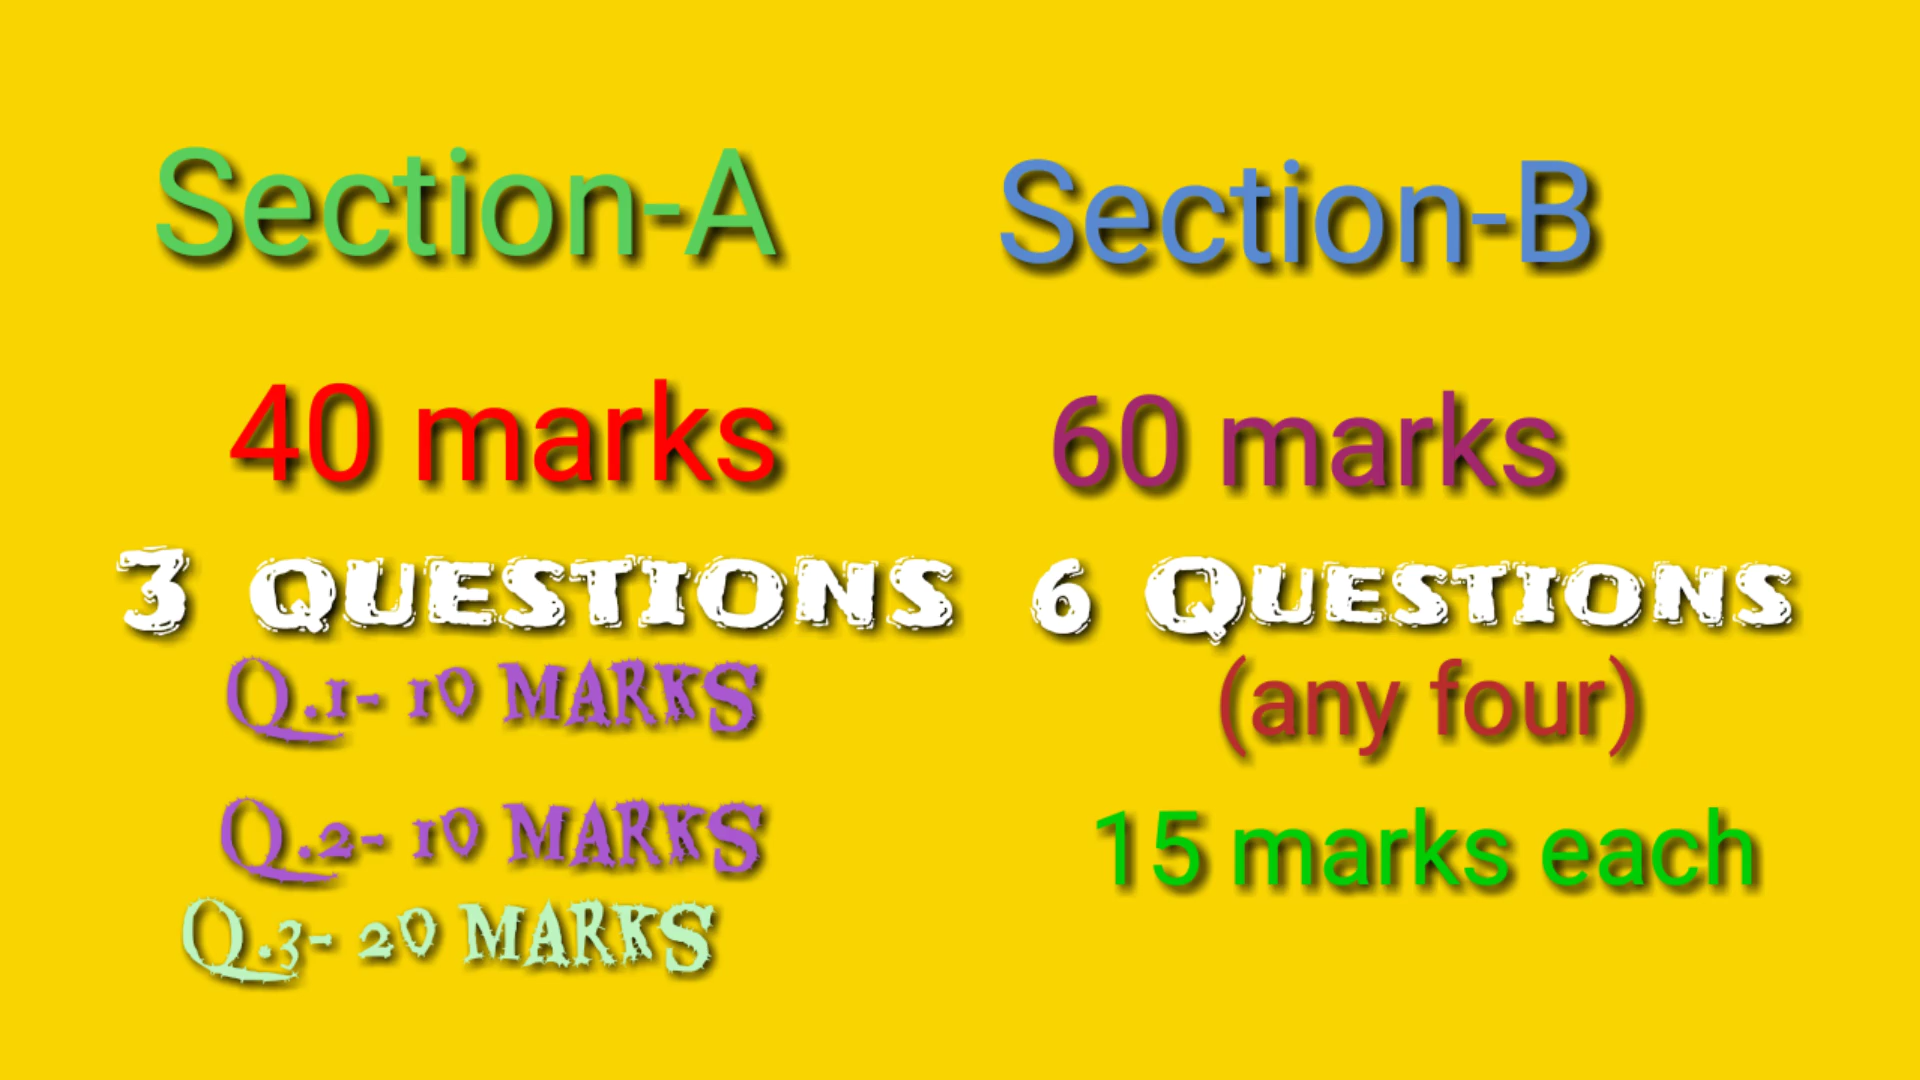 Section-A
40 marks
3 QUESTIONS
Q.1- 10 MARKS
Q.2- 10 MARKS
Q.3- 20 MARKS
Section-B
60 marks
6 QUESTIONS
(any four)
15 marks each